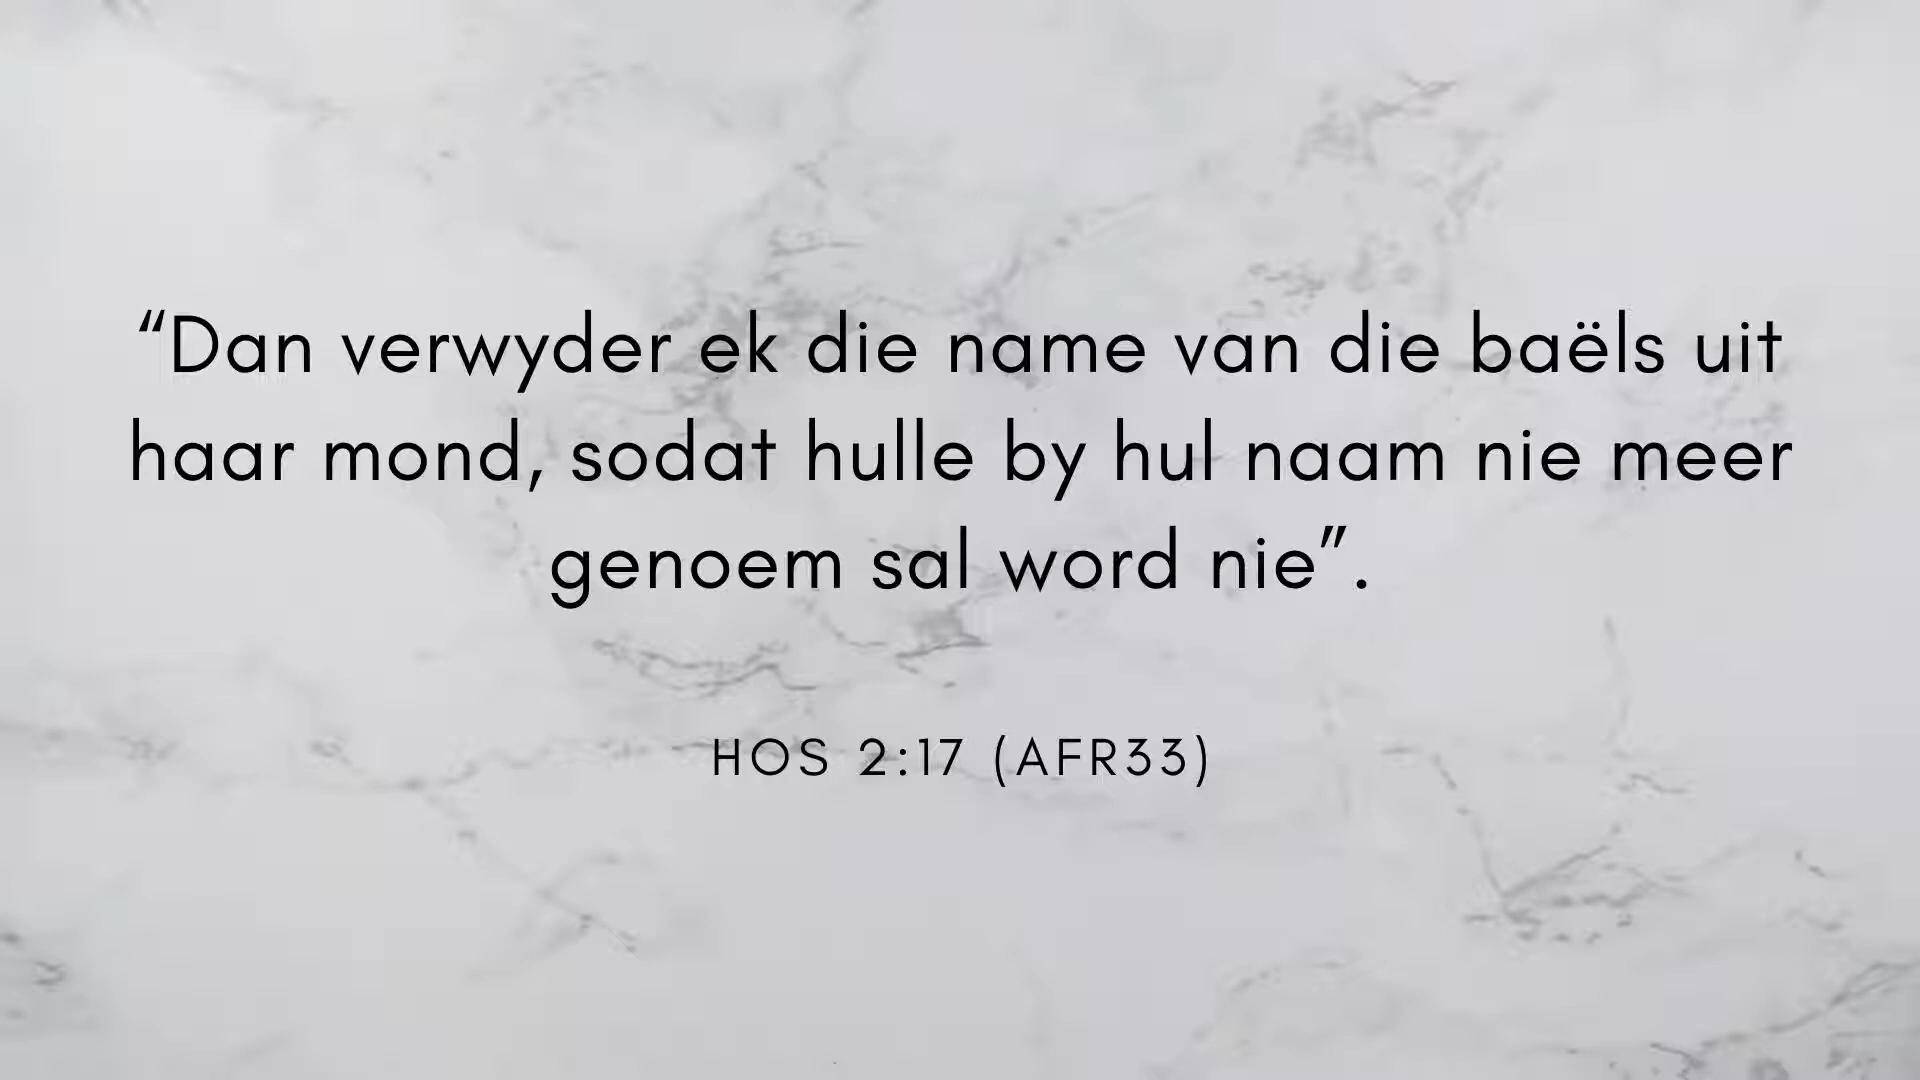 “Dan verwyder ek die name van die baëls uit
haar mond, sodat hulle by hul naam nie meer
genoem sal word nie”.
HOS 2:17 (AFR33)